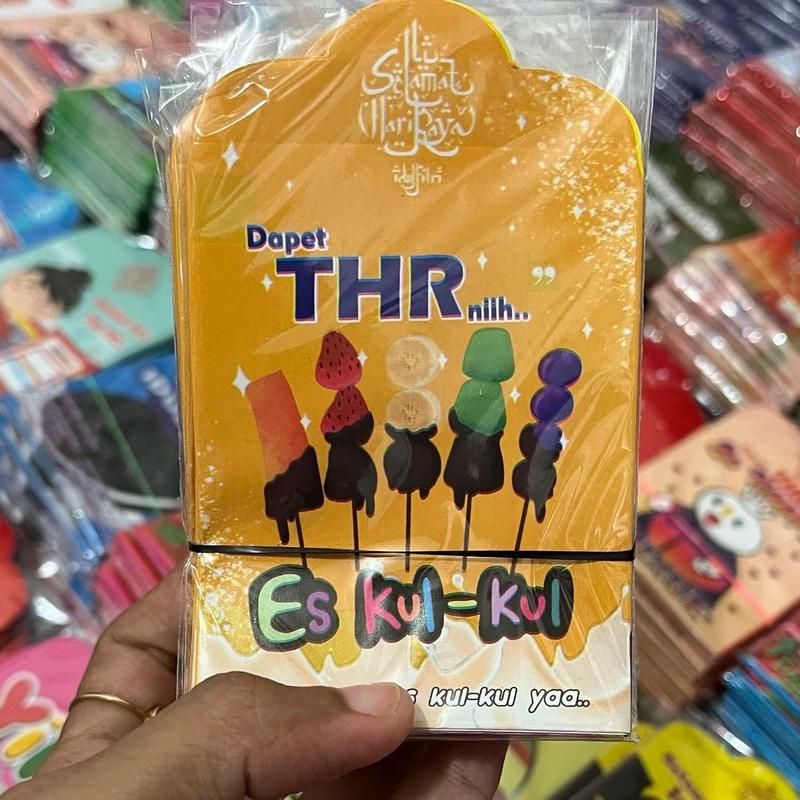 Selamat
Hari Raya
idulfitri
Dapet
THR
niih..
Es Kul-Kul
s kul-kul yaa..